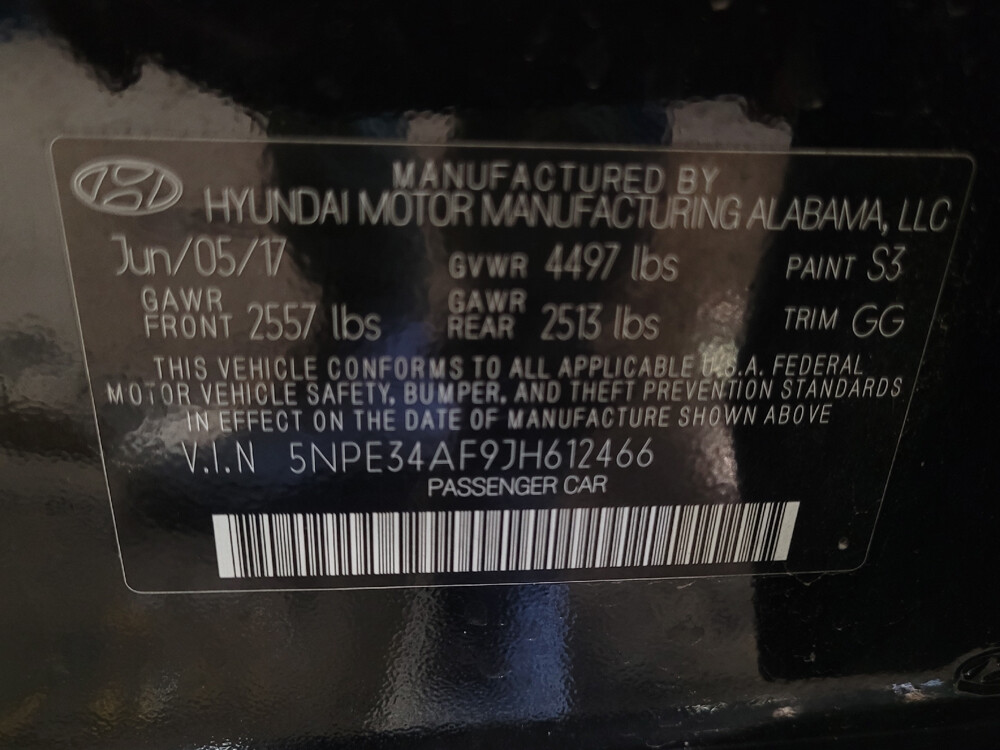 MANUFACTURED BY
HYUNDAI MOTOR MANUFACTURING ALABAMA, LLC
Jun/05/17 GVWR 4497 lbs PAINT S3
GAWR FRONT 2557 lbs GAWR REAR 2513 lbs TRIM GG
THIS VEHICLE CONFORMS TO ALL APPLICABLE U.S.A. FEDERAL
MOTOR VEHICLE SAFETY, BUMPER, AND THEFT PREVENTION STANDARDS
IN EFFECT ON THE DATE OF MANUFACTURE SHOWN ABOVE
V.I.N 5NPE34AF9JH612466
PASSENGER CAR